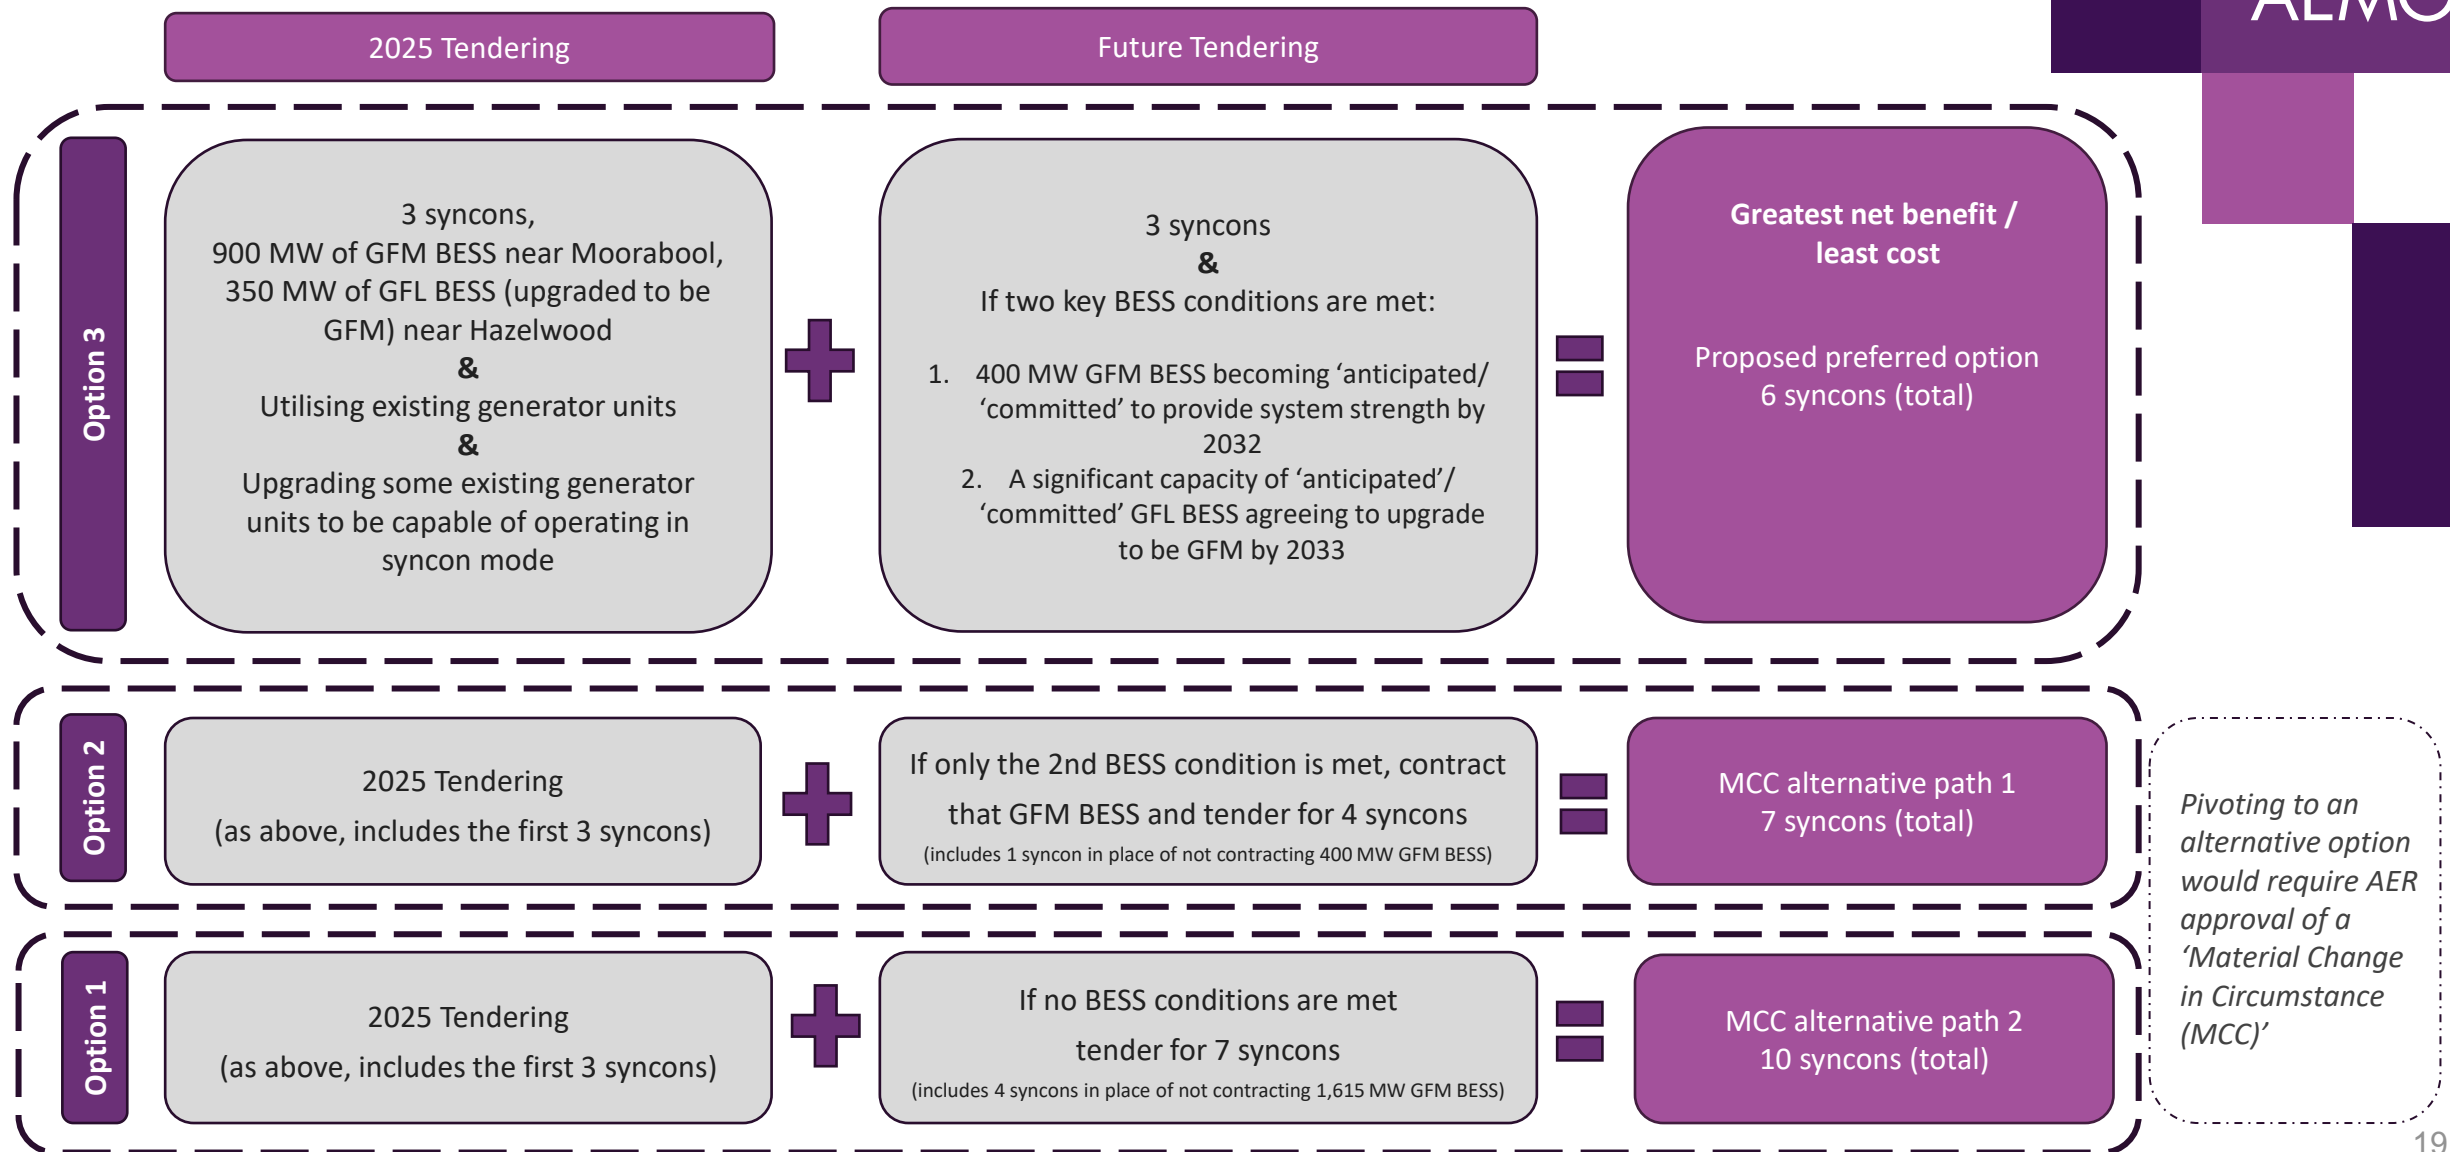 AEMO
2025 Tendering
Future Tendering
Option 3
3 syncons,
900 MW of GFM BESS near Moorabool,
350 MW of GFL BESS (upgraded to be
GFM) near Hazelwood
&
Utilising existing generator units
&
Upgrading some existing generator
units to be capable of operating in
syncon mode
3 syncons
&
If two key BESS conditions are met:
1. 400 MW GFM BESS becoming ‘anticipated/
‘committed’ to provide system strength by
2032
2. A significant capacity of ‘anticipated’/
‘committed’ GFL BESS agreeing to upgrade
to be GFM by 2033
Greatest net benefit /
least cost
Proposed preferred option
6 syncons (total)
Option 2
2025 Tendering
(as above, includes the first 3 syncons)
If only the 2nd BESS condition is met, contract
that GFM BESS and tender for 4 syncons
(includes 1 syncon in place of not contracting 400 MW GFM BESS)
MCC alternative path 1
7 syncons (total)
Option 1
2025 Tendering
(as above, includes the first 3 syncons)
If no BESS conditions are met
tender for 7 syncons
(includes 4 syncons in place of not contracting 1,615 MW GFM BESS)
MCC alternative path 2
10 syncons (total)
Pivoting to an
alternative option
would require AER
approval of a
‘Material Change
in Circumstance
(MCC)’
19